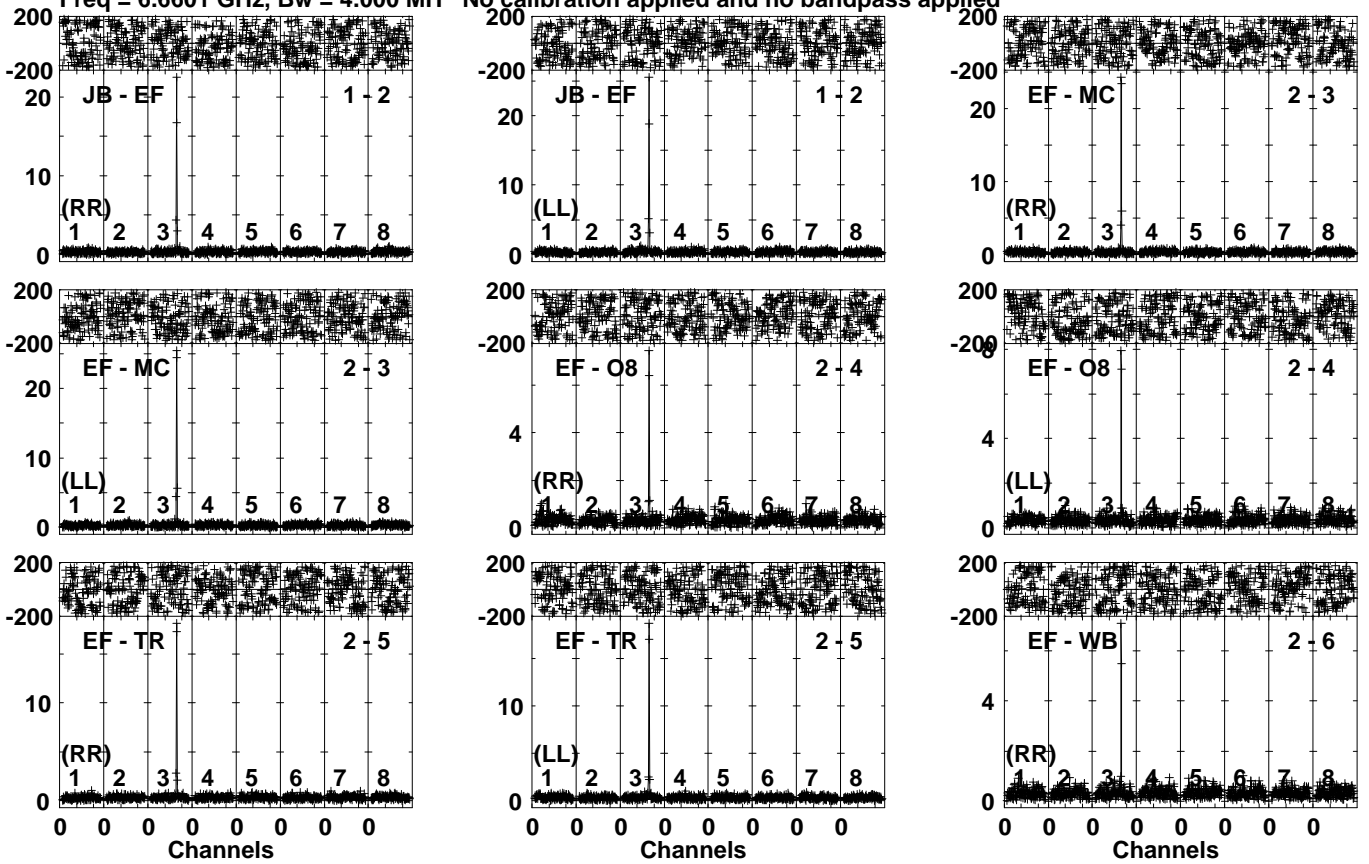 Freq = 6.6601 GHz, Bw = 4.000 MH No calibration applied and no bandpass applied
200 200 200
-200 -200 -200
JB - EF 1 - 2 JB - EF 1 - 2 EF - MC 2 - 3
20 20 20
10 10 10
(RR) (LL) (RR)
1 2 3 4 5 6 7 8 1 2 3 4 5 6 7 8 1 2 3 4 5 6 7 8
0 0 0
200 200 200
-200 -200 -200
8
EF - MC 2 - 3 EF - O8 2 - 4 EF - O8 2 - 4
20 4 4
10
(LL) (RR) (LL)
1 2 3 4 5 6 7 8 1 2 3 4 5 6 7 8 1 2 3 4 5 6 7 8
0 0 0
200 200 200
-200 -200 -200
EF - TR 2 - 5 EF - TR 2 - 5 EF - WB 2 - 6
10 10 4
(RR) (LL) (RR)
1 2 3 4 5 6 7 8 1 2 3 4 5 6 7 8 1 2 3 4 5 6 7 8
0 0 0
0 0 0 0 0 0 0 0 0 0 0 0 0 0 0 0 0 0 0 0 0 0 0 0
Channels Channels Channels